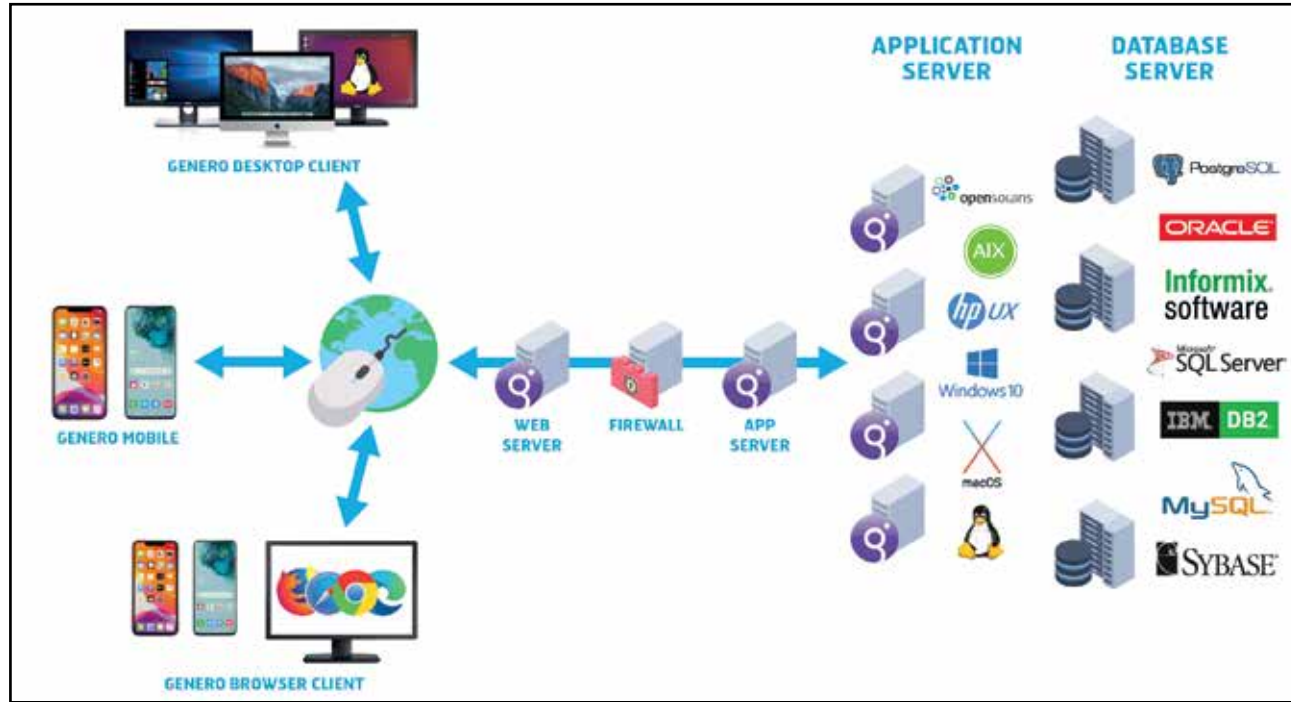 APPLICATION
SERVER
DATABASE
SERVER
GENERO DESKTOP CLIENT
PostgreSQL
opensolaris
ORACLE
AIX
Informix.
software
hp UX
Microsoft
SQL Server
Windows 10
GENERO MOBILE
WEB
SERVER
FIREWALL
APP
SERVER
IBM DB2
macOS
MySQL
SYBASE
GENERO BROWSER CLIENT